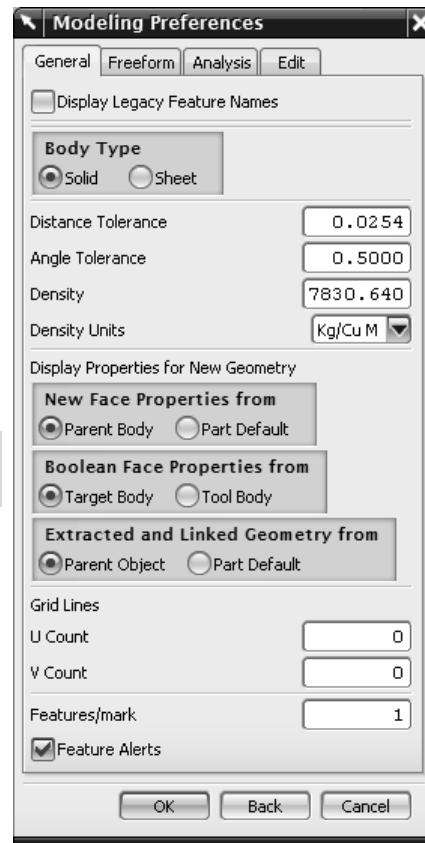 Modeling Preferences
General Freeform Analysis Edit
Display Legacy Feature Names
Body Type
Solid Sheet
Distance Tolerance 0.0254
Angle Tolerance 0.5000
Density 7830.640
Density Units Kg/Cu M
Display Properties for New Geometry
New Face Properties from
Parent Body Part Default
Boolean Face Properties from
Target Body Tool Body
Extracted and Linked Geometry from
Parent Object Part Default
Grid Lines
U Count 0
V Count 0
Features/mark 1
Feature Alerts
OK Back Cancel